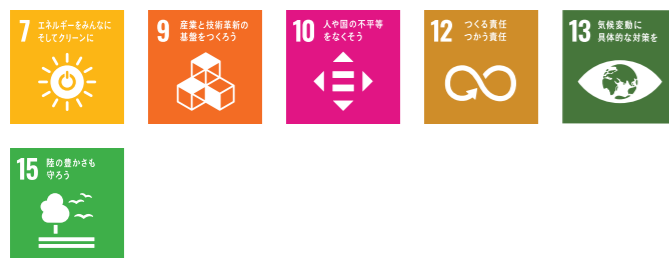 7 エネルギーをみんなに
そしてクリーンに
9 産業と技術革新の
基盤をつくろう
10 人や国の不平等
をなくそう
12 つくる責任
つかう責任
13 気候変動に
具体的な対策を
15 陸の豊かさも
守ろう